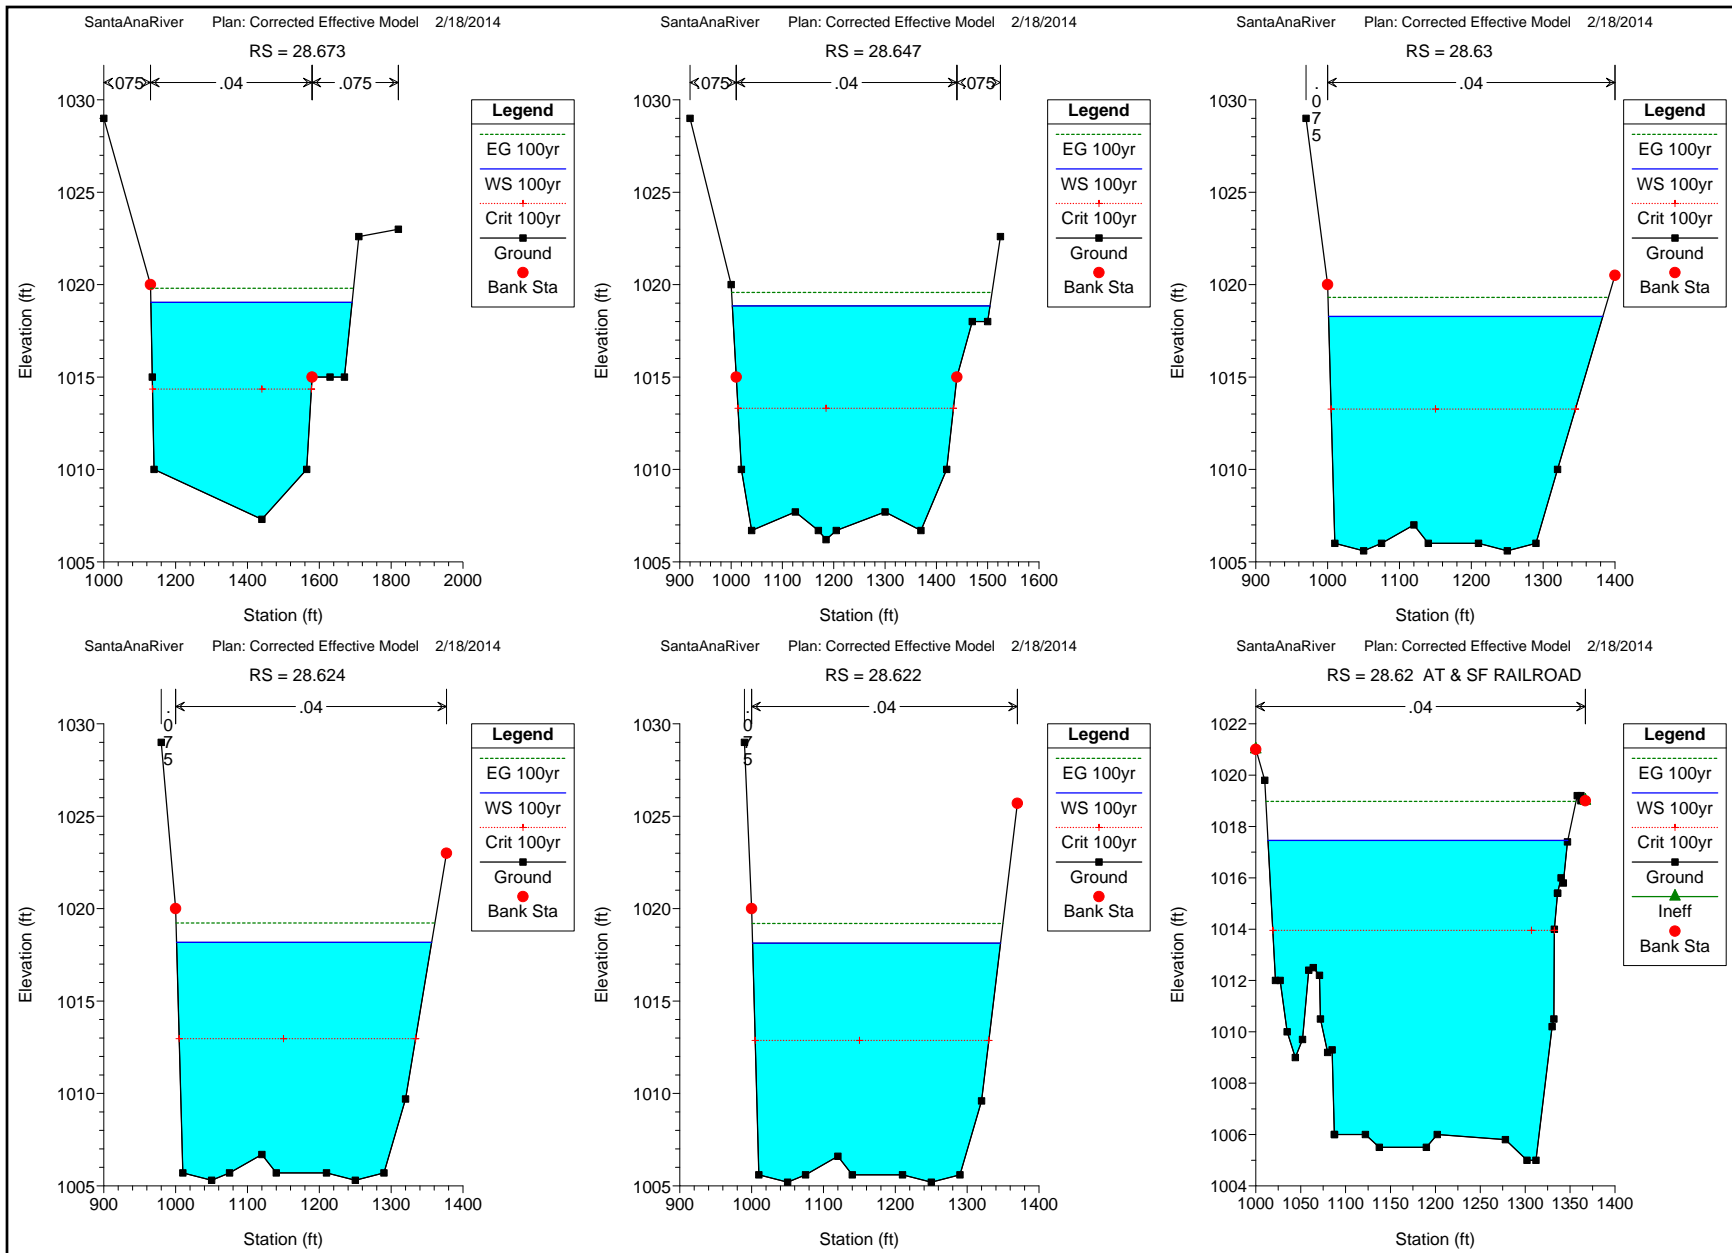 SantaAnaRiver Plan: Corrected Effective Model 2/18/2014
RS = 28.673
.075 .04 .075
1030
1025
1020
1015
1010
1005
1000 1200 1400 1600 1800 2000
Station (ft)
Elevation (ft)
Legend
EG 100yr
WS 100yr
Crit 100yr
Ground
Bank Sta
SantaAnaRiver Plan: Corrected Effective Model 2/18/2014
RS = 28.647
.075 .04 .075
1030
1025
1020
1015
1010
1005
900 1000 1100 1200 1300 1400 1500 1600
Station (ft)
Elevation (ft)
Legend
EG 100yr
WS 100yr
Crit 100yr
Ground
Bank Sta
SantaAnaRiver Plan: Corrected Effective Model 2/18/2014
RS = 28.63
.075 .04
1030
1025
1020
1015
1010
1005
900 1000 1100 1200 1300 1400
Station (ft)
Elevation (ft)
Legend
EG 100yr
WS 100yr
Crit 100yr
Ground
Bank Sta
SantaAnaRiver Plan: Corrected Effective Model 2/18/2014
RS = 28.624
.075 .04
1030
1025
1020
1015
1010
1005
900 1000 1100 1200 1300 1400
Station (ft)
Elevation (ft)
Legend
EG 100yr
WS 100yr
Crit 100yr
Ground
Bank Sta
SantaAnaRiver Plan: Corrected Effective Model 2/18/2014
RS = 28.622
.075 .04
1030
1025
1020
1015
1010
1005
900 1000 1100 1200 1300 1400
Station (ft)
Elevation (ft)
Legend
EG 100yr
WS 100yr
Crit 100yr
Ground
Bank Sta
SantaAnaRiver Plan: Corrected Effective Model 2/18/2014
RS = 28.62 AT & SF RAILROAD
.04
1022
1020
1018
1016
1014
1012
1010
1008
1006
1004
1000 1050 1100 1150 1200 1250 1300 1350 1400
Station (ft)
Elevation (ft)
Legend
EG 100yr
WS 100yr
Crit 100yr
Ground
Ineff
Bank Sta